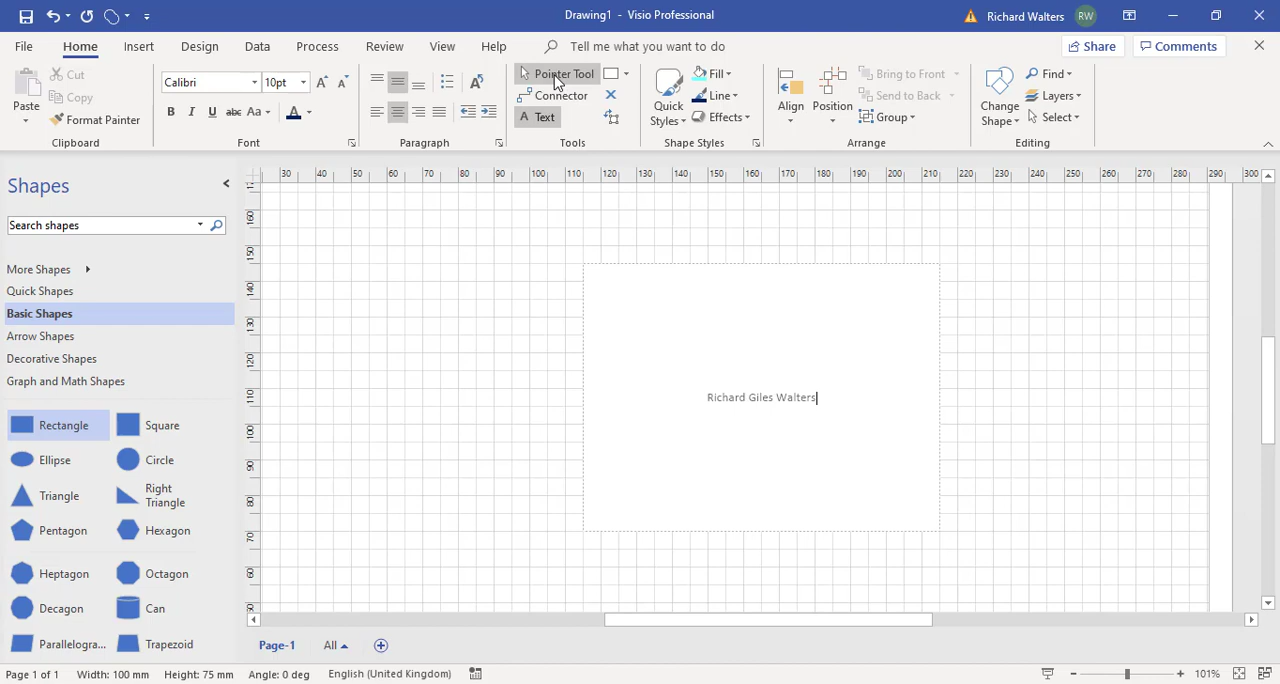 Drawing1 - Visio Professional
Richard Walters RW
File Home Insert Design Data Process Review View Help Tell me what you want to do Share Comments
Paste Cut Copy Format Painter Clipboard
Calibri 10pt B I U abc Aa A Font
Paragraph
Pointer Tool Connector A Text Tools
Quick Styles Fill Line Effects Shape Styles
Align Position Bring to Front Send to Back Group Arrange
Change Shape Find Layers Select Editing
Shapes
Search shapes
More Shapes
Quick Shapes
Basic Shapes
Arrow Shapes
Decorative Shapes
Graph and Math Shapes
Rectangle Square
Ellipse Circle
Triangle Right Triangle
Pentagon Hexagon
Heptagon Octagon
Decagon Can
Parallelogra... Trapezoid
30 40 50 60 70 80 90 100 110 120 130 140 150 160 170 180 190 200 210 220 230 240 250 260 270 280 290 300
160 150 140 130 120 110 100 90 80 70 60
Richard Giles Walters
Page-1 All
Page 1 of 1 Width: 100 mm Height: 75 mm Angle: 0 deg English (United Kingdom) 101%